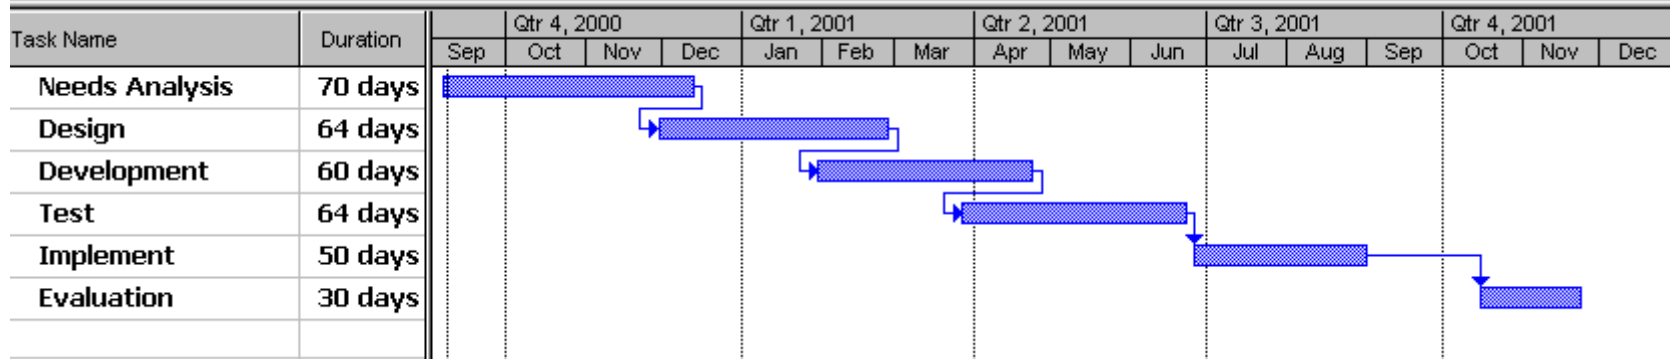 Task Name Duration Qtr 4, 2000 Qtr 1, 2001 Qtr 2, 2001 Qtr 3, 2001 Qtr 4, 2001
Sep Oct Nov Dec Jan Feb Mar Apr May Jun Jul Aug Sep Oct Nov Dec
Needs Analysis 70 days
Design 64 days
Development 60 days
Test 64 days
Implement 50 days
Evaluation 30 days